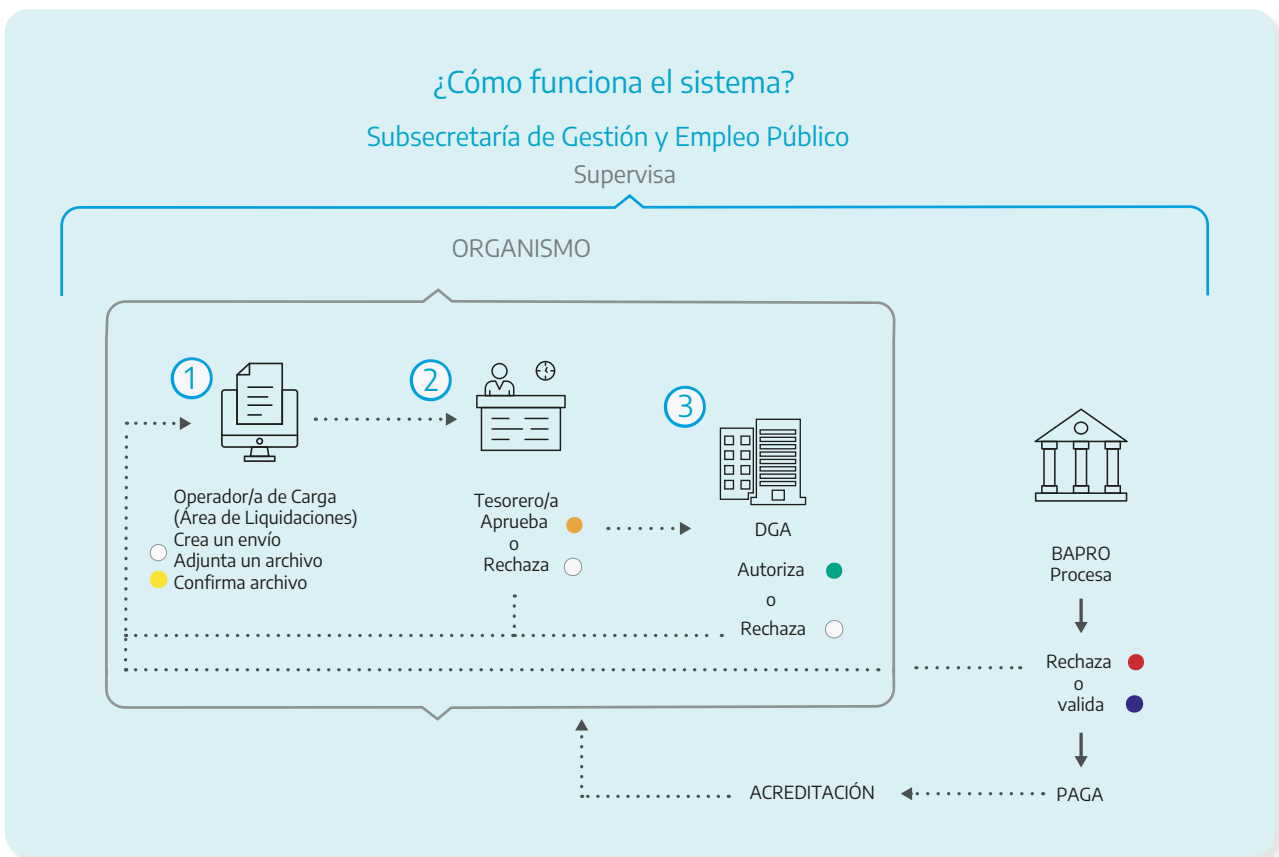 ¿Cómo funciona el sistema?
Subsecretaría de Gestión y Empleo Público
Supervisa
ORGANISMO
1
Operador/a de Carga
(Área de Liquidaciones)
Crea un envío
Adjunta un archivo
Confirma archivo
2
Tesorero/a
Aprueba
o
Rechaza
3
DGA
Autoriza
o
Rechaza
BAPRO
Procesa
Rechaza
o
valida
PAGA
ACREDITACIÓN